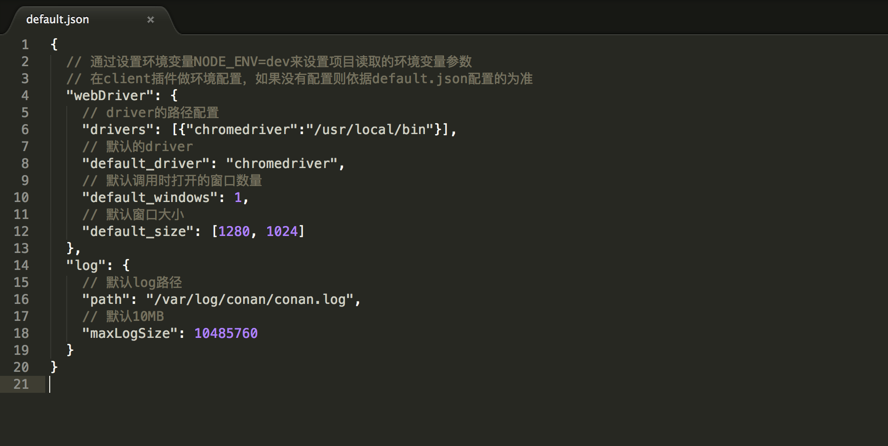 default.json ×
1 {
2 // 通过设置环境变量NODE_ENV=dev来设置项目读取的环境变量参数
3 // 在client插件做环境配置，如果没有配置则依据default.json配置的为准
4 "webDriver": {
5 // driver的路径配置
6 "drivers": [{"chromedriver":"/usr/local/bin"}],
7 // 默认的driver
8 "default_driver": "chromedriver",
9 // 默认调用时打开的窗口数量
10 "default_windows": 1,
11 // 默认窗口大小
12 "default_size": [1280, 1024]
13 },
14 "log": {
15 // 默认log路径
16 "path": "/var/log/conan/conan.log",
17 // 默认10MB
18 "maxLogSize": 10485760
19 }
20 }
21